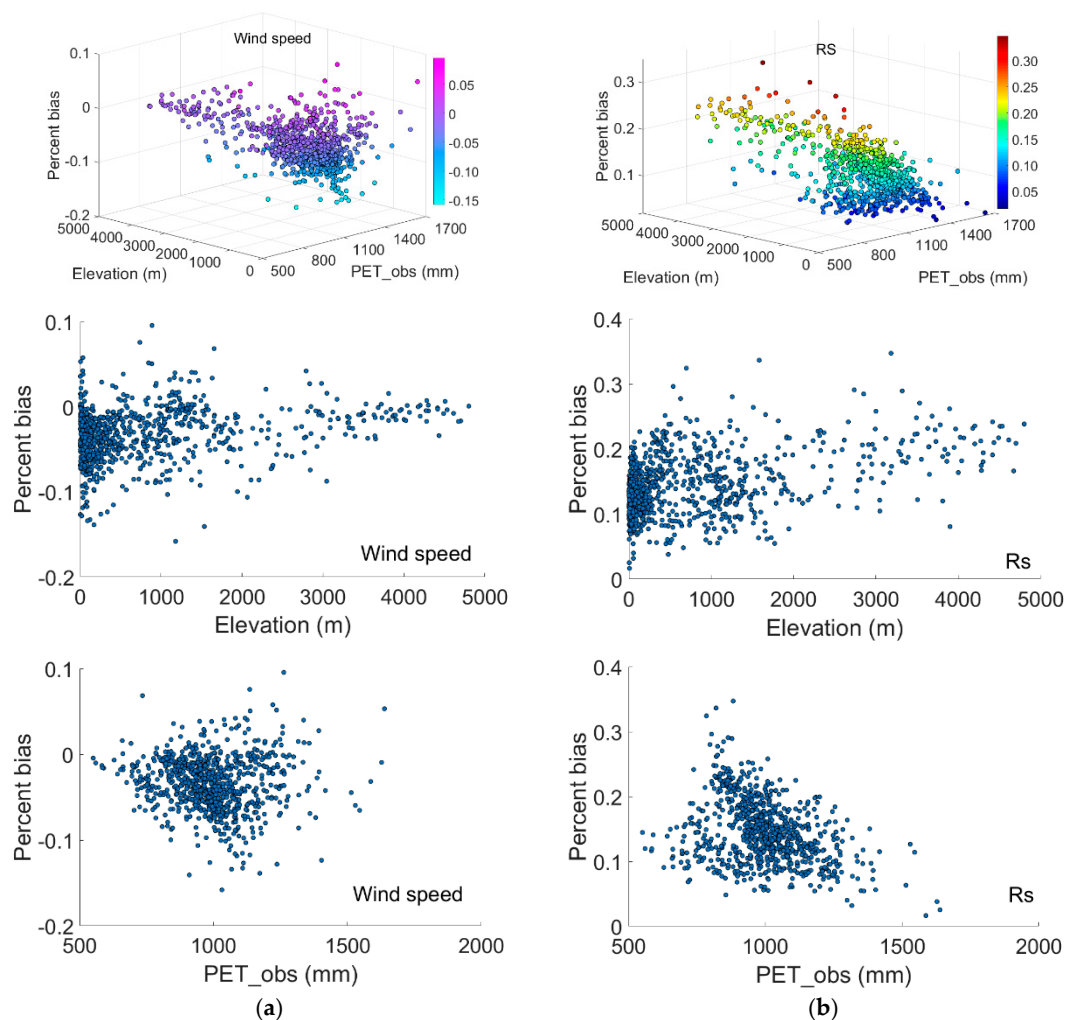 Wind speed
0.1
0
-0.1
-0.2
Percent bias
5000
4000
3000
2000
1000
0
Elevation (m)
500
800
1100
1400
1700
PET_obs (mm)
0.05
0
-0.05
-0.10
-0.15
RS
0.3
0.2
0.1
Percent bias
5000
4000
3000
2000
1000
0
Elevation (m)
500
800
1100
1400
1700
PET_obs (mm)
0.30
0.25
0.20
0.15
0.10
0.05
0.1
0
-0.1
-0.2
Percent bias
Wind speed
0 1000 2000 3000 4000 5000
Elevation (m)
0.4
0.3
0.2
0.1
0
Percent bias
Rs
0 1000 2000 3000 4000 5000
Elevation (m)
0.1
0
-0.1
-0.2
Percent bias
Wind speed
500 1000 1500 2000
PET_obs (mm)
(a)
0.4
0.3
0.2
0.1
0
Percent bias
Rs
500 1000 1500 2000
PET_obs (mm)
(b)